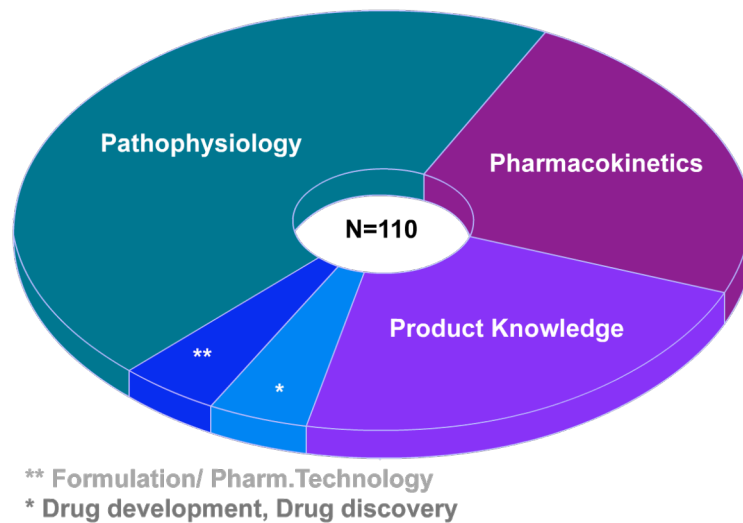 Pathophysiology
Pharmacokinetics
N=110
Product Knowledge
**
*
** Formulation/ Pharm.Technology
* Drug development, Drug discovery